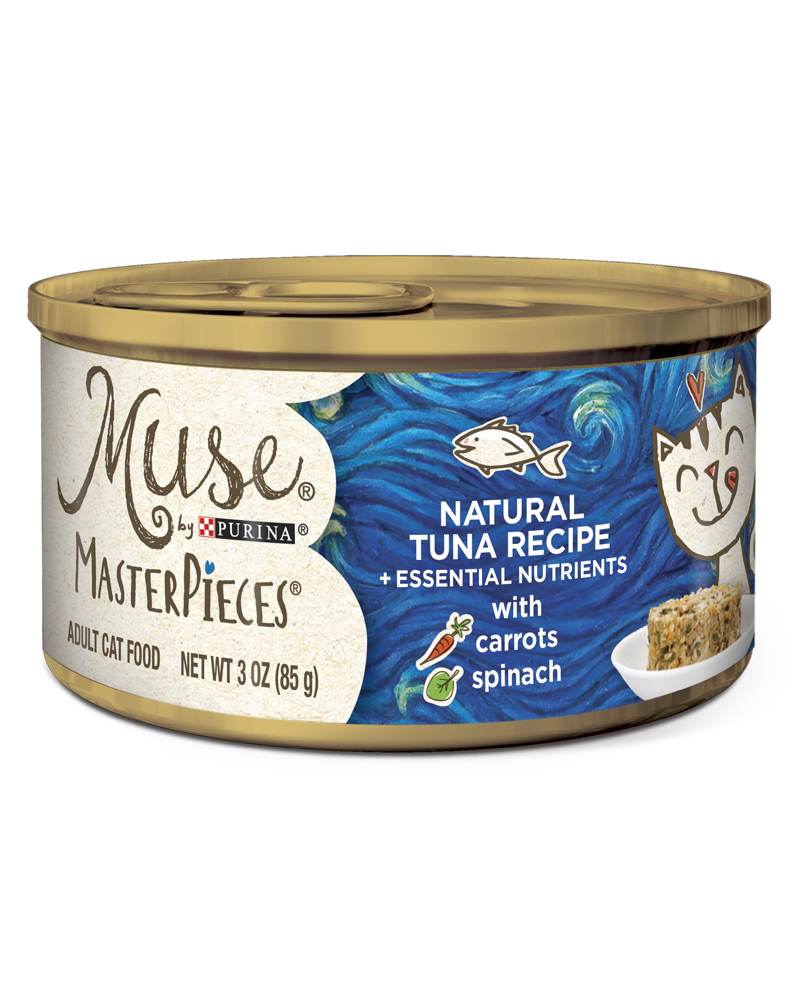 Muse®
by PURINA®
MASTERPIECES®
ADULT CAT FOOD NET WT 3 OZ (85 g)
NATURAL
TUNA RECIPE
+ ESSENTIAL NUTRIENTS
with
carrots
spinach